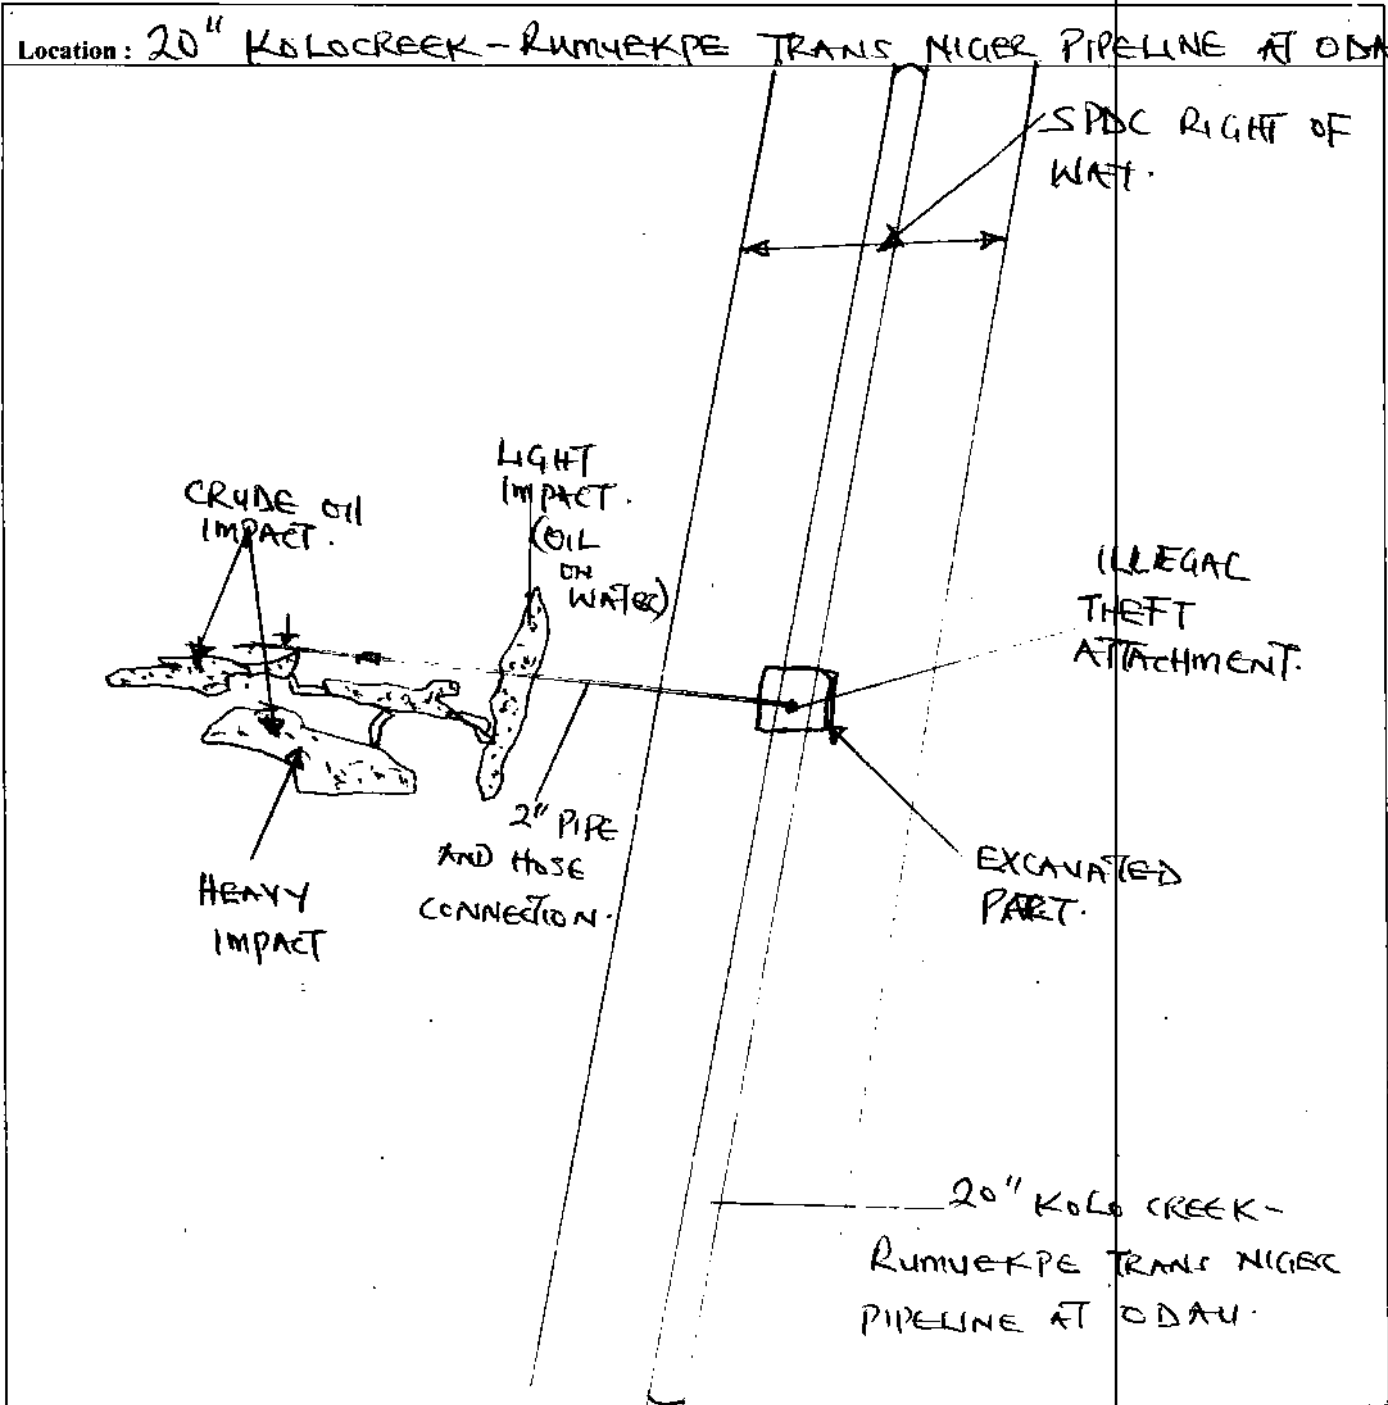 Location : 20" KOLOCREEK - RUMUEKPE TRANS NIGER PIPELINE AT ODA
SPDC RIGHT OF
WAY.
LIGHT
IMPACT.
(OIL
ON
WATER)
CRUDE OIL
IMPACT.
ILLEGAL
THEFT
ATTACHMENT.
2" PIPE
AND HOSE
CONNECTION.
EXCAVATED
PART.
HEAVY
IMPACT
20" KOLO CREEK-
RUMUEKPE TRANS NIGER
PIPELINE AT ODAU.